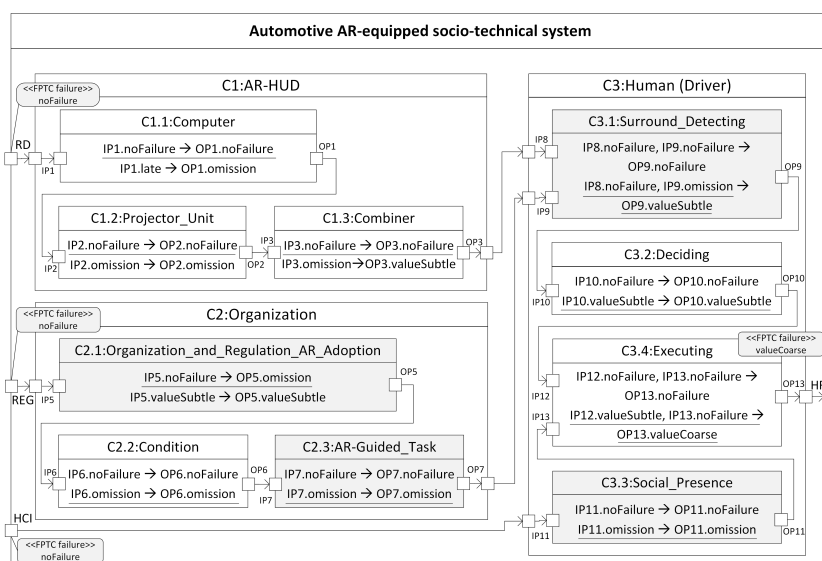 Automotive AR-equipped socio-technical system
<<FPTC failure>>
noFailure
RD
C1:AR-HUD
C1.1:Computer
IP1.noFailure → OP1.noFailure
IP1.late → OP1.omission
IP1
OP1
C1.2:Projector_Unit
IP2.noFailure → OP2.noFailure
IP2.omission → OP2.omission
IP2
OP2
C1.3:Combiner
IP3.noFailure → OP3.noFailure
IP3.omission→OP3.valueSubtle
IP3
OP3
<<FPTC failure>>
noFailure
REG
C2:Organization
C2.1:Organization_and_Regulation_AR_Adoption
IP5.noFailure → OP5.omission
IP5.valueSubtle → OP5.valueSubtle
IP5
OP5
C2.2:Condition
IP6.noFailure → OP6.noFailure
IP6.omission → OP6.omission
IP6
OP6
C2.3:AR-Guided_Task
IP7.noFailure → OP7.noFailure
IP7.omission → OP7.omission
IP7
OP7
HCI
<<FPTC failure>>
noFailure
C3:Human (Driver)
C3.1:Surround_Detecting
IP8.noFailure, IP9.noFailure →
OP9.noFailure
IP8.noFailure, IP9.omission →
OP9.valueSubtle
IP8
IP9
OP9
C3.2:Deciding
IP10.noFailure → OP10.noFailure
IP10.valueSubtle → OP10.valueSubtle
IP10
OP10
C3.4:Executing
<<FPTC failure>>
valueCoarse
IP12.noFailure, IP13.noFailure →
OP13.noFailure
IP12.valueSubtle, IP13.noFailure →
OP13.valueCoarse
IP12
IP13
OP13
C3.3:Social_Presence
IP11.noFailure → OP11.noFailure
IP11.omission → OP11.omission
IP11
OP11